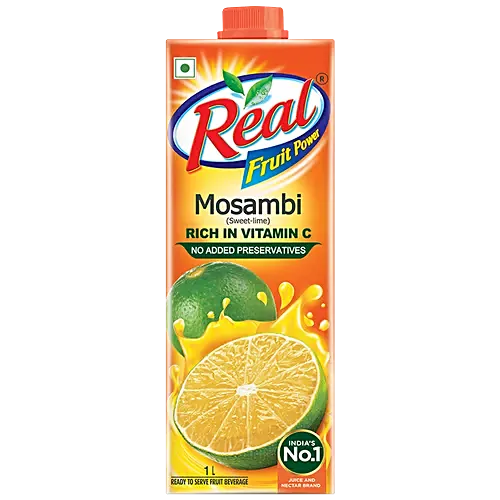 Real®
Fruit Power
Mosambi
(Sweet-lime)
RICH IN VITAMIN C
NO ADDED PRESERVATIVES
INDIA'S
No.1
JUICE AND
NECTAR BRAND
1 L
READY TO SERVE FRUIT BEVERAGE